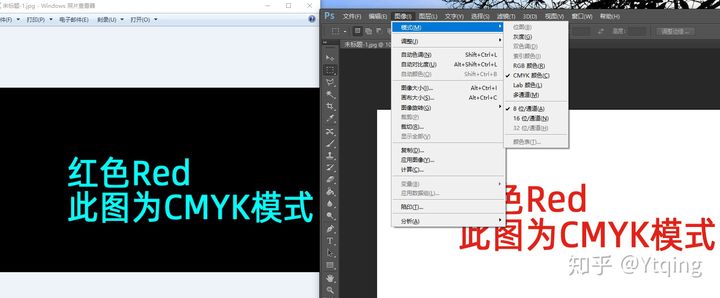 未标题-1.jpg - Windows 照片查看器
文件(F) 打印(P) 电子邮件(E) 刻录(U) 打开(O)
红色Red
此图为CMYK模式
Ps 文件(F) 编辑(E) 图像(I) 图层(L) 文字(Y) 选择(S) 滤镜(T) 3D(D) 视图(V) 窗口(W) 帮助(H)
调整边缘...
未标题-1.jpg @
模式(M)
调整(J)
自动色调(N) Shift+Ctrl+L
自动对比度(U) Alt+Shift+Ctrl+L
自动颜色(O) Shift+Ctrl+B
图像大小(I)... Alt+Ctrl+I
画布大小(S)... Alt+Ctrl+C
图像旋转(G)
裁剪(P)
裁切(R)...
显示全部(V)
复制(D)...
应用图像(Y)...
计算(C)...
变量(B)
应用数据组(L)...
陷印(T)...
分析(A)
位图(B)
灰度(G)
双色调(D)
索引颜色(I)
RGB 颜色(R)
CMYK 颜色(C)
Lab 颜色(L)
多通道(M)
8 位/通道(A)
16 位/通道(N)
32 位/通道(H)
颜色表(T)...
色Red
此图为CMYK模式
知乎 @Ytqing